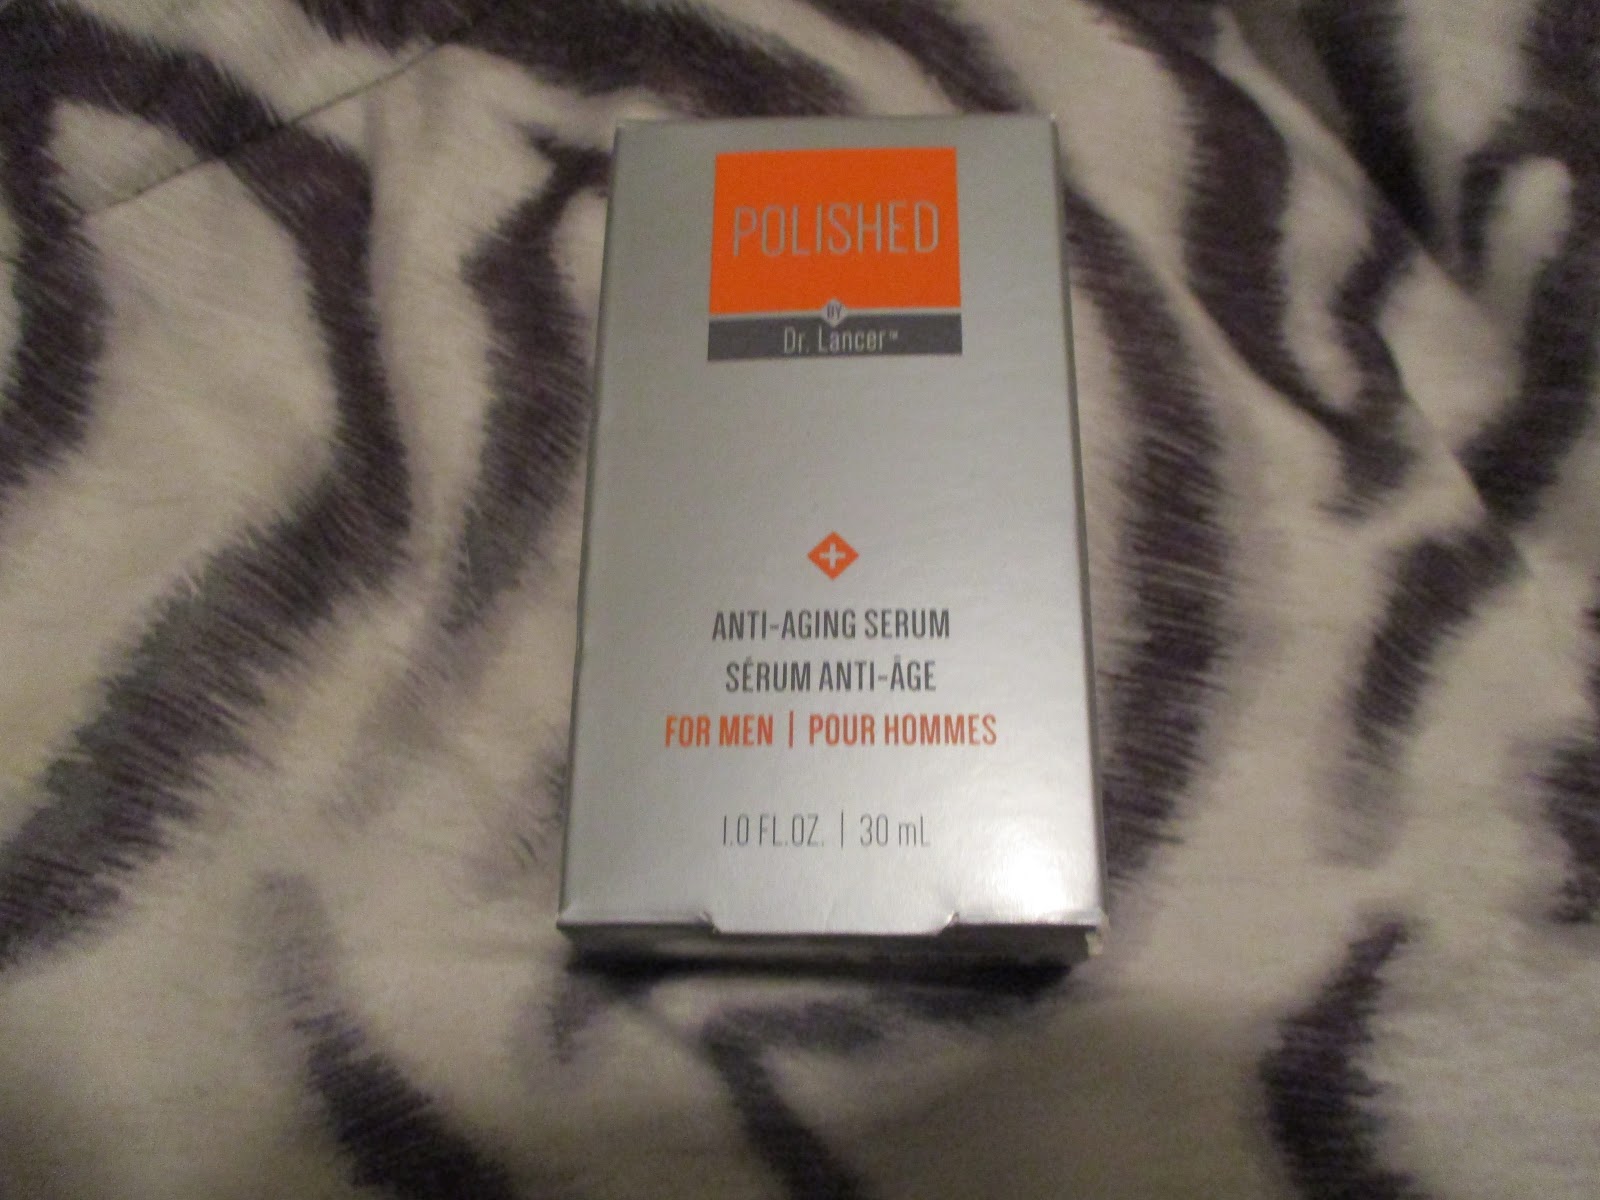 POLISHED
BY
Dr. Lancer™
ANTI-AGING SERUM
SÉRUM ANTI-ÂGE
FOR MEN | POUR HOMMES
1.0 FL.OZ. | 30 mL